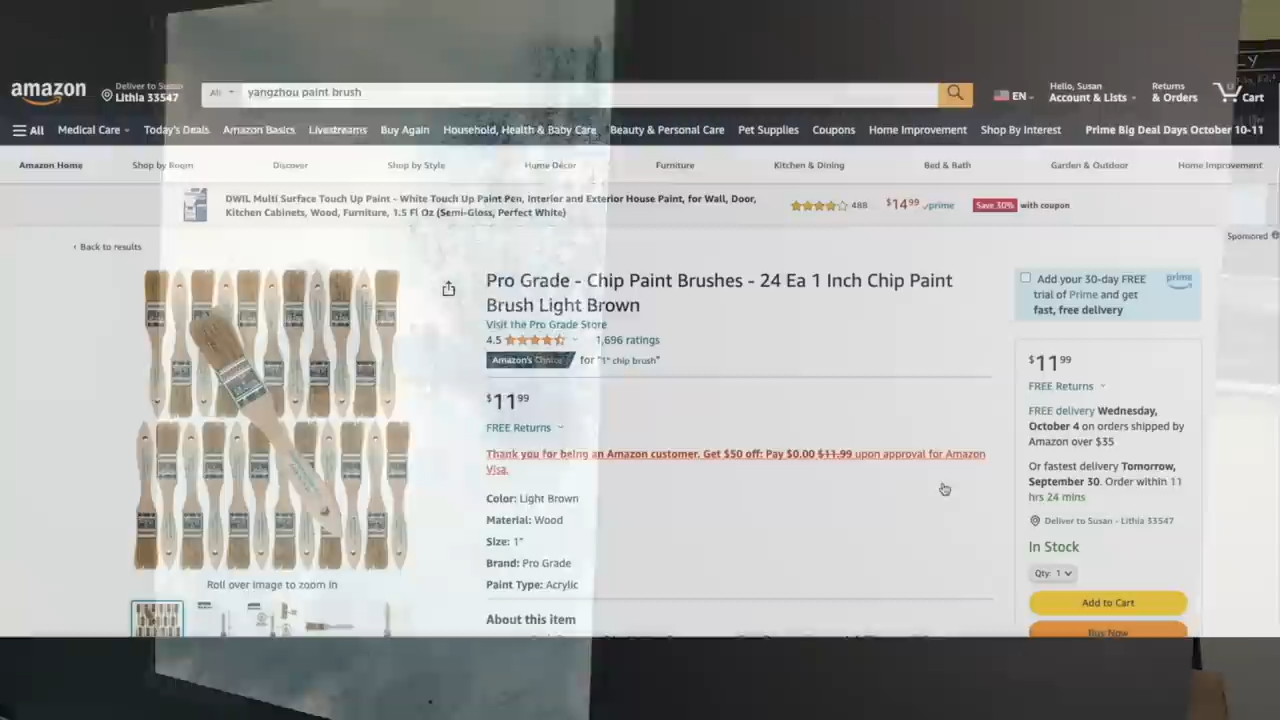 amazon
Deliver to Susan
Lithia 33547
All
yangzhou paint brush
EN
Hello, Susan
Account & Lists
Returns
& Orders
Cart
All
Medical Care
Today's Deals
Amazon Basics
Livestreams
Buy Again
Household, Health & Baby Care
Beauty & Personal Care
Pet Supplies
Coupons
Home Improvement
Shop By Interest
Prime Big Deal Days October 10-11
Amazon Home
Shop by Room
Discover
Shop by Style
Home Décor
Furniture
Kitchen & Dining
Bed & Bath
Garden & Outdoor
Home Improvement
DWIL Multi Surface Touch Up Paint - White Touch Up Paint Pen, Interior and Exterior House Paint, for Wall, Door,
Kitchen Cabinets, Wood, Furniture, 1.5 Fl Oz (Semi-Gloss, Perfect White)
488
$14 99 prime
Save 30% with coupon
Sponsored
‹ Back to results
Pro Grade - Chip Paint Brushes - 24 Ea 1 Inch Chip Paint
Brush Light Brown
Visit the Pro Grade Store
4.5 1,696 ratings
Amazon's Choice for "1" chip brush"
$11 99
FREE Returns
Thank you for being an Amazon customer. Get $50 off: Pay $0.00 $11.99 upon approval for Amazon
Visa.
Color: Light Brown
Material: Wood
Size: 1"
Brand: Pro Grade
Paint Type: Acrylic
About this item
Roll over image to zoom in
Add your 30-day FREE
trial of Prime and get
fast, free delivery
prime
$11 99
FREE Returns
FREE delivery Wednesday,
October 4 on orders shipped by
Amazon over $35
Or fastest delivery Tomorrow,
September 30. Order within 11
hrs 24 mins
Deliver to Susan - Lithia 33547
In Stock
Qty: 1
Add to Cart
Buy Now